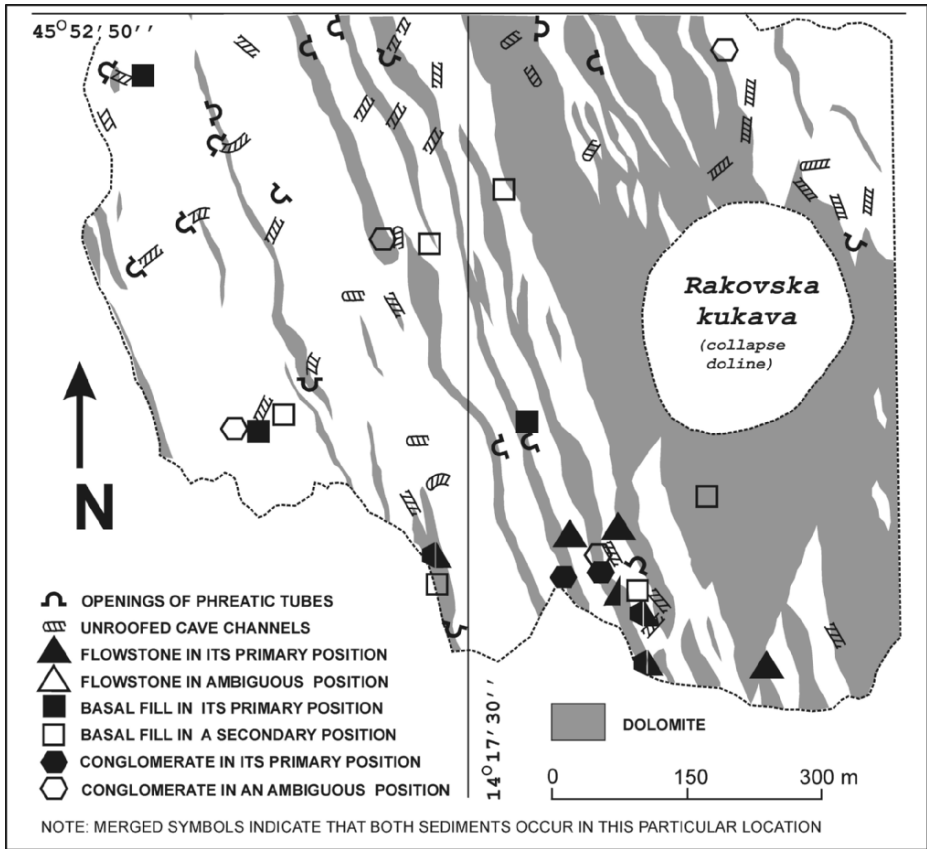 45° 52' 50''
Rakovska
kukava
(collapse
doline)
N
OPENINGS OF PHREATIC TUBES
UNROOFED CAVE CHANNELS
FLOWSTONE IN ITS PRIMARY POSITION
FLOWSTONE IN AMBIGUOUS POSITION
BASAL FILL IN ITS PRIMARY POSITION
BASAL FILL IN A SECONDARY POSITION
CONGLOMERATE IN ITS PRIMARY POSITION
CONGLOMERATE IN AN AMBIGUOUS POSITION
14° 17' 30''
DOLOMITE
0 150 300 m
NOTE: MERGED SYMBOLS INDICATE THAT BOTH SEDIMENTS OCCUR IN THIS PARTICULAR LOCATION